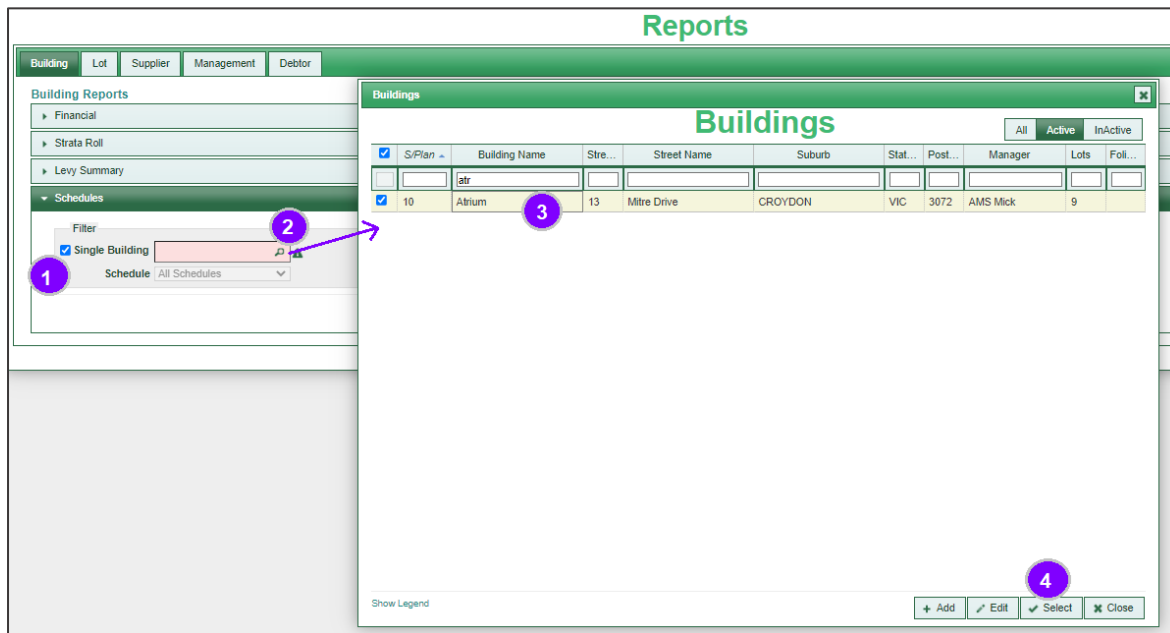 Reports
Building Lot Supplier Management Debtor
Building Reports
Financial
Strata Roll
Levy Summary
Schedules
Filter
Single Building
2
1
Schedule All Schedules
Buildings
Buildings
All Active InActive
S/Plan Building Name Stre... Street Name Suburb Stat... Post... Manager Lots Foli...
atr
10 Atrium 13 Mitre Drive CROYDON VIC 3072 AMS Mick 9
3
4
Show Legend
+ Add Edit Select Close